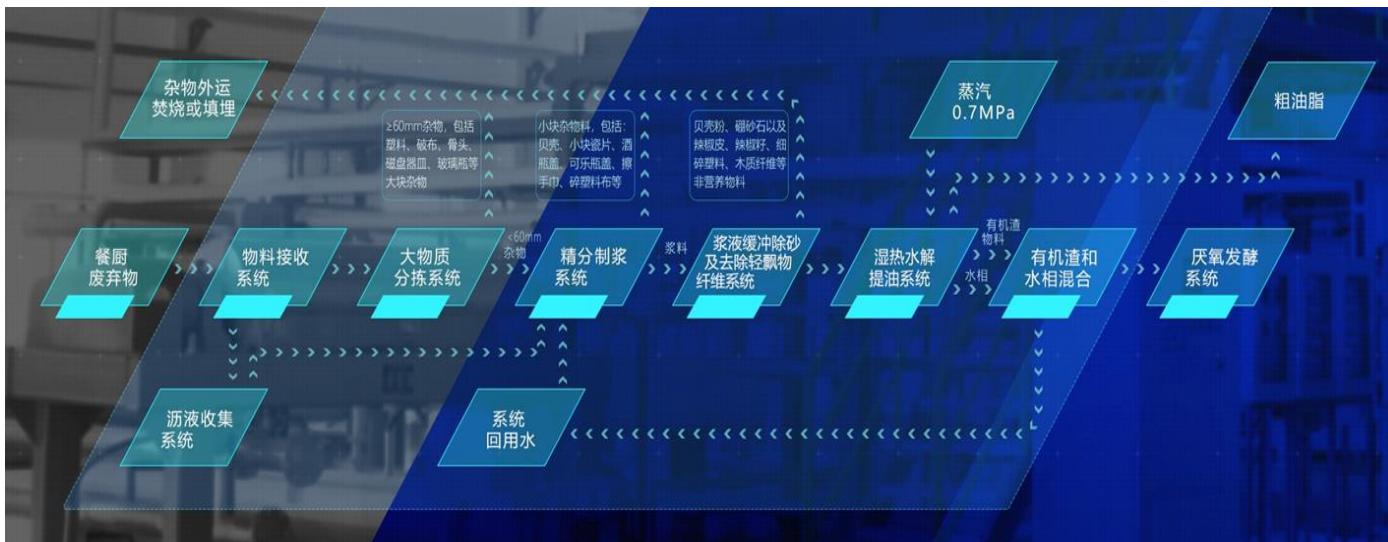 杂物外运
焚烧或填埋
≥60mm杂物，包括
塑料、破布、骨头、
磁盘器皿、玻璃瓶等
大块杂物
小块杂物料，包括：
贝壳、小块瓷片、酒
瓶盖、可乐瓶盖、擦
手巾、碎塑料布等
贝壳粉、硼砂石以及
辣椒皮、辣椒籽、细
碎塑料、木质纤维等
非营养物料
蒸汽
0.7MPa
粗油脂
餐厨
废弃物
物料接收
系统
大物质
分拣系统
<60mm
杂物
精分制浆
系统
浆料
浆液缓冲除砂
及去除轻飘物
纤维系统
湿热水解
提油系统
有机渣
物料
水相
有机渣和
水相混合
厌氧发酵
系统
沥液收集
系统
系统
回用水